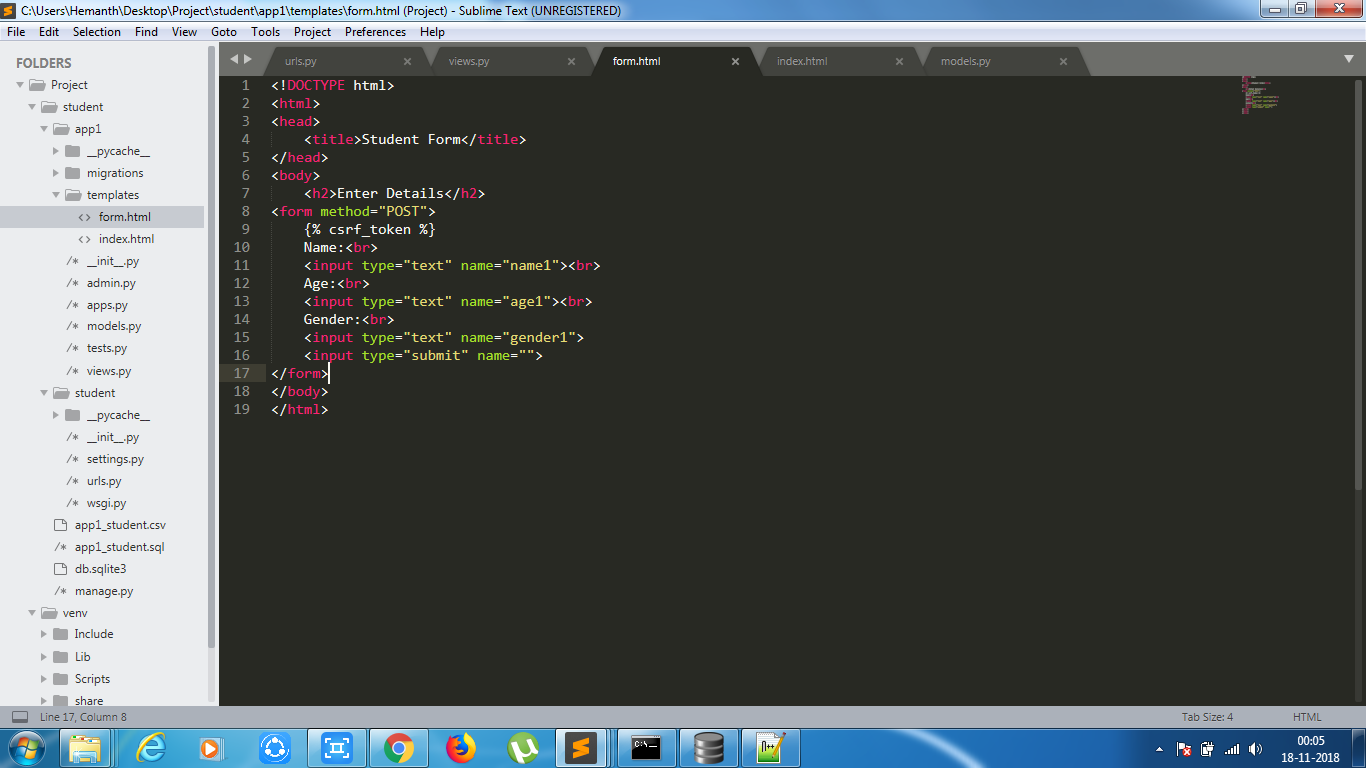 C:\Users\Hemanth\Desktop\Project\student\app1\templates\form.html (Project) - Sublime Text (UNREGISTERED)
File Edit Selection Find View Goto Tools Project Preferences Help
FOLDERS
Project
student
app1
__pycache__
migrations
templates
<> form.html
<> index.html
/* __init__.py
/* admin.py
/* apps.py
/* models.py
/* tests.py
/* views.py
student
__pycache__
/* __init__.py
/* settings.py
/* urls.py
/* wsgi.py
app1_student.csv
/* app1_student.sql
db.sqlite3
/* manage.py
venv
Include
Lib
Scripts
share
urls.py × views.py × form.html × index.html × models.py ×
1 <!DOCTYPE html>
2 <html>
3 <head>
4     <title>Student Form</title>
5 </head>
6 <body>
7     <h2>Enter Details</h2>
8 <form method="POST">
9     {% csrf_token %}
10     Name:<br>
11     <input type="text" name="name1"><br>
12     Age:<br>
13     <input type="text" name="age1"><br>
14     Gender:<br>
15     <input type="text" name="gender1">
16     <input type="submit" name="">
17 </form>
18 </body>
19 </html>
Line 17, Column 8 Tab Size: 4 HTML
C:\_
00:05
18-11-2018